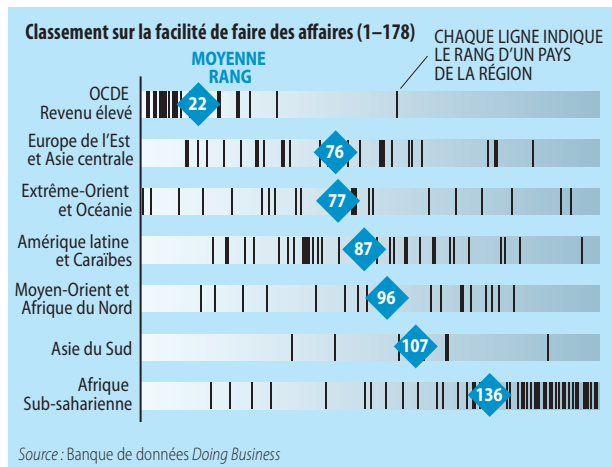 Classement sur la facilité de faire des affaires (1–178)
CHAQUE LIGNE INDIQUE
LE RANG D'UN PAYS
DE LA RÉGION
MOYENNE
RANG
OCDE
Revenu élevé
22
Europe de l'Est
et Asie centrale
76
Extrême-Orient
et Océanie
77
Amérique latine
et Caraïbes
87
Moyen-Orient et
Afrique du Nord
96
Asie du Sud
107
Afrique
Sub-saharienne
136
Source : Banque de données Doing Business